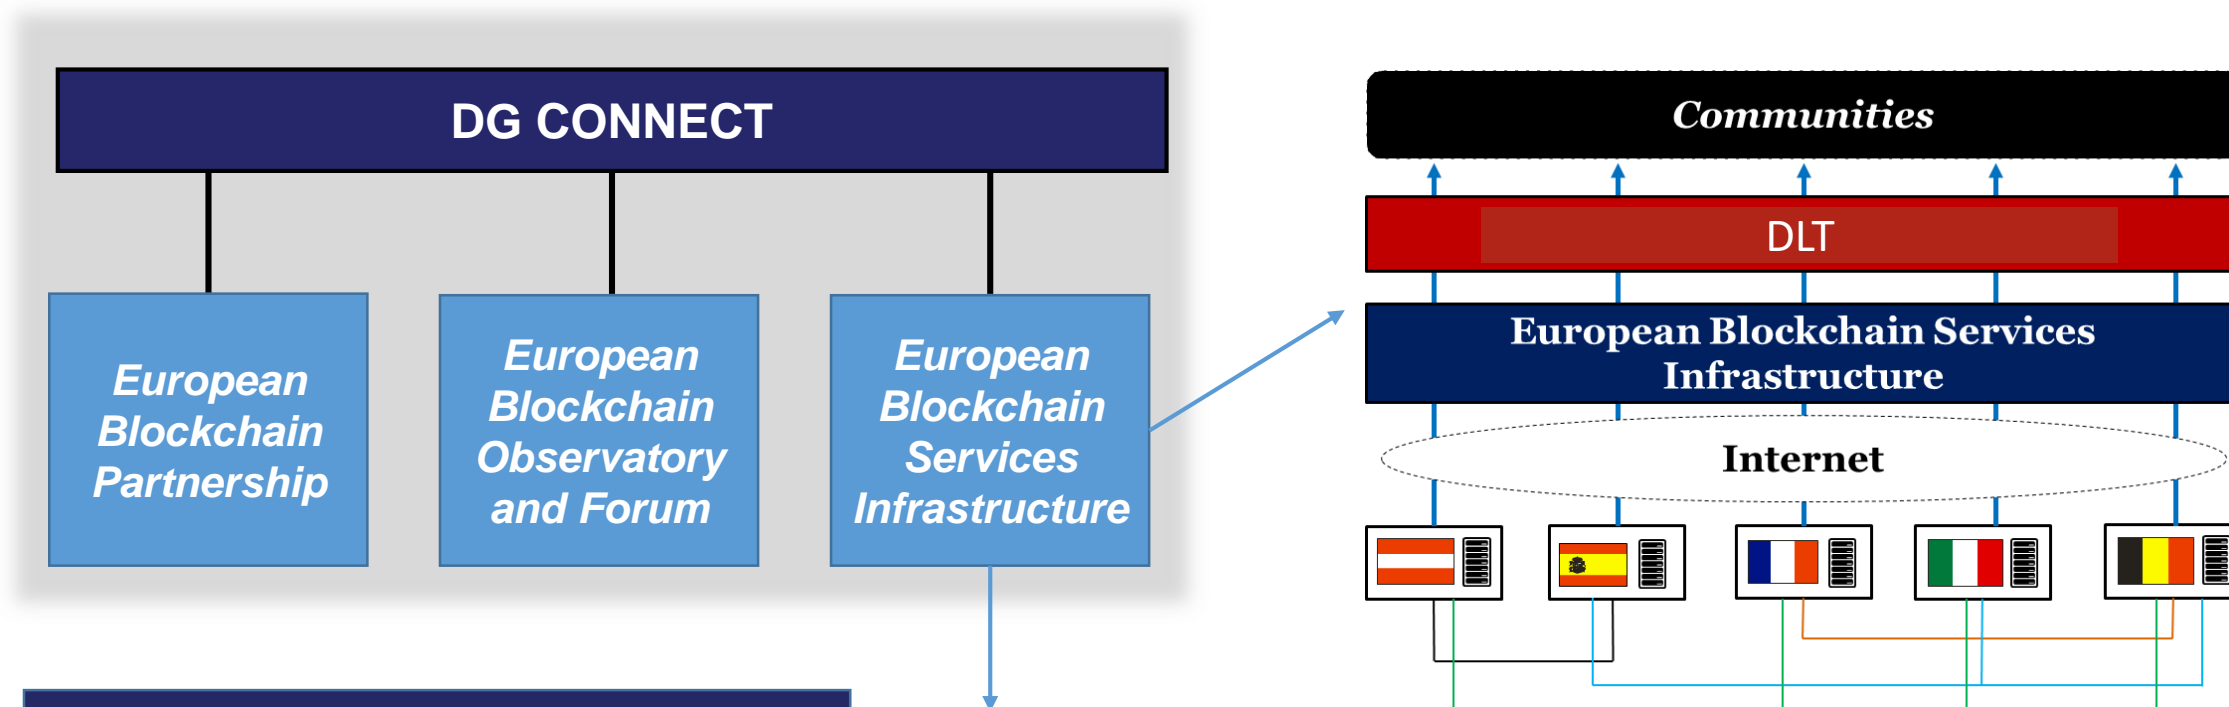 DG CONNECT
European
Blockchain
Partnership
European
Blockchain
Observatory
and Forum
European
Blockchain
Services
Infrastructure
Communities
DLT
European Blockchain Services
Infrastructure
Internet